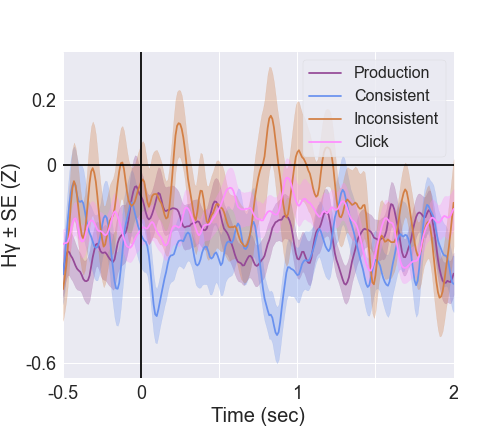 Production
Consistent
Inconsistent
Click
0.2
0
-0.6
Hγ ± SE (Z)
-0.5 0 1 2
Time (sec)